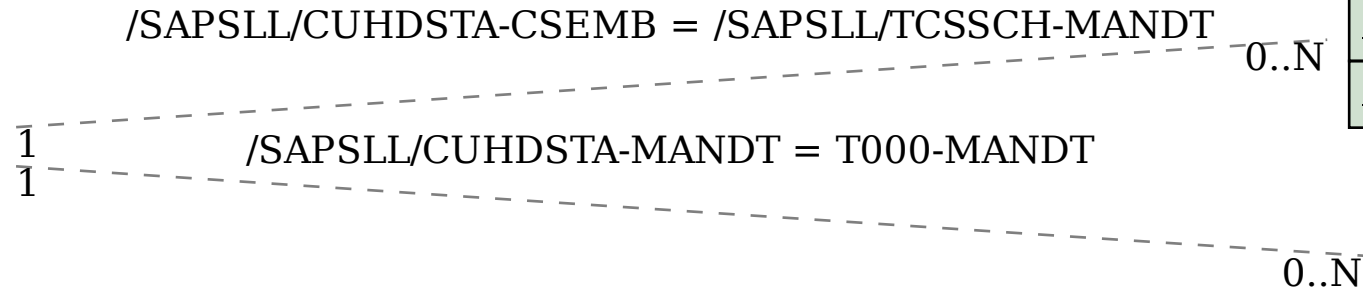 /SAPSLL/CUHDSTA-CSEMB = /SAPSLL/TCSSCH-MANDT
0..N
1
/SAPSLL/CUHDSTA-MANDT = T000-MANDT
1
0..N